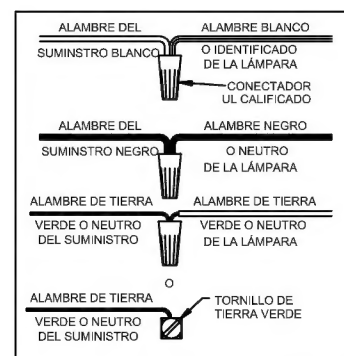 ALAMBRE DEL ALAMBRE BLANCO
SUMINSTRO BLANCO O IDENTIFICADO
DE LA LÁMPARA
CONECTADOR
UL CALIFICADO
ALAMBRE DEL ALAMBRE NEGRO
SUMINSTRO NEGRO O NEUTRO
DE LA LÁMPARA
ALAMBRE DE TIERRA ALAMBRE DE TIERRA
VERDE O NEUTRO VERDE O NEUTRO
DEL SUMINISTRO DE LA LÁMPARA
O
ALAMBRE DE TIERRA TORNILLO DE
TIERRA VERDE
VERDE O NEUTRO
DEL SUMINISTRO